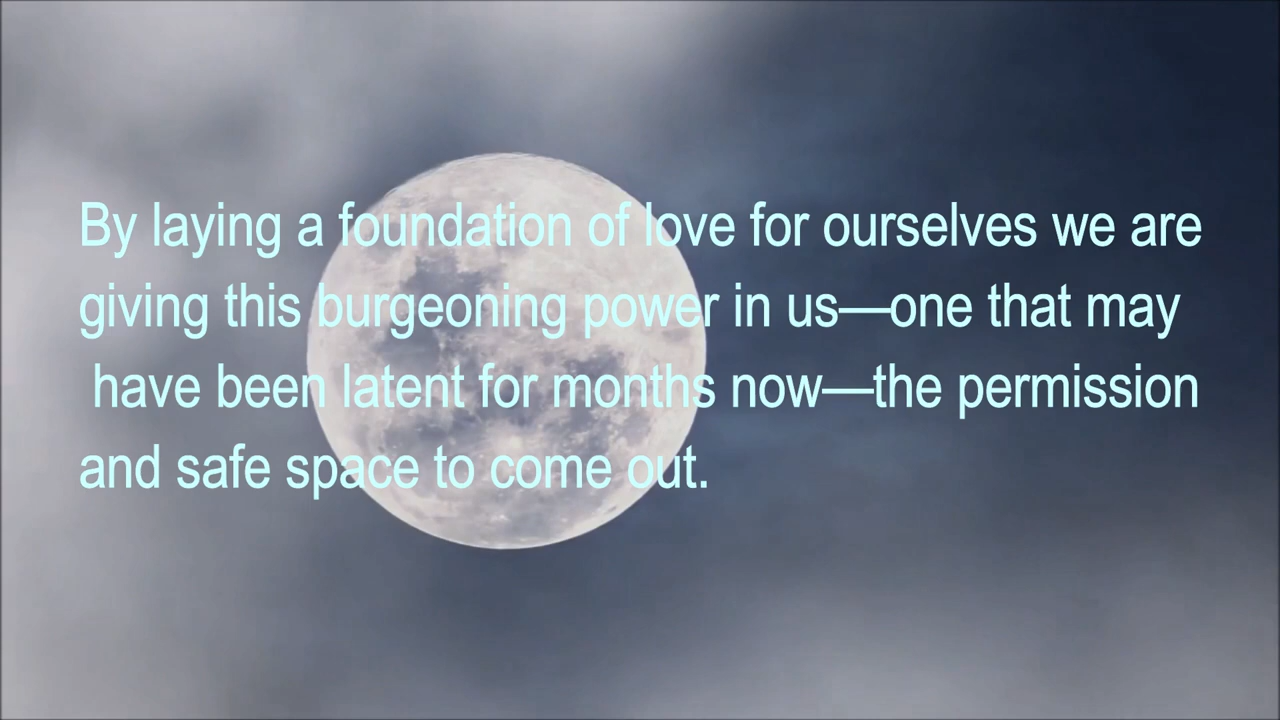 By laying a foundation of love for ourselves we are
giving this burgeoning power in us—one that may
have been latent for months now—the permission
and safe space to come out.